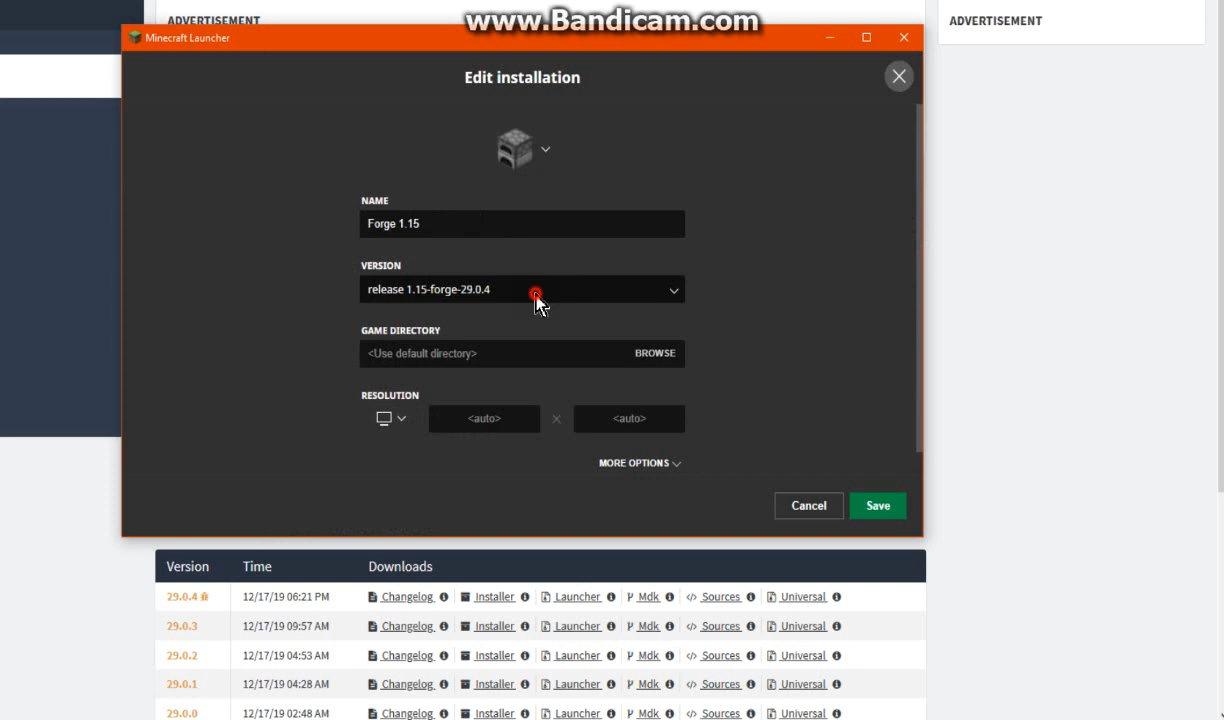 www.Bandicam.com
ADVERTISEMENT
ADVERTISEMENT
Minecraft Launcher
Edit installation
NAME
Forge 1.15
VERSION
release 1.15-forge-29.0.4
GAME DIRECTORY
<Use default directory> BROWSE
RESOLUTION
<auto> × <auto>
MORE OPTIONS
Cancel Save
Version Time Downloads
29.0.4 12/17/19 06:21 PM Changelog Installer Launcher Mdk Sources Universal
29.0.3 12/17/19 09:57 AM Changelog Installer Launcher Mdk Sources Universal
29.0.2 12/17/19 04:53 AM Changelog Installer Launcher Mdk Sources Universal
29.0.1 12/17/19 04:28 AM Changelog Installer Launcher Mdk Sources Universal
29.0.0 12/17/19 02:48 AM Changelog Installer Launcher Mdk Sources Universal